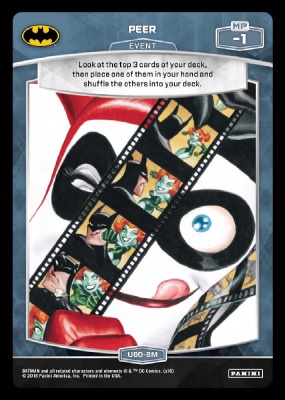 PEER
MP
-1
EVENT
Look at the top 3 cards of your deck,
then place one of them in your hand and
shuffle the others into your deck.
UBO-BM
BATMAN and all related characters and elements © & ™ DC Comics. (s18)
© 2018 Panini America, Inc. Printed in the USA.
PANINI